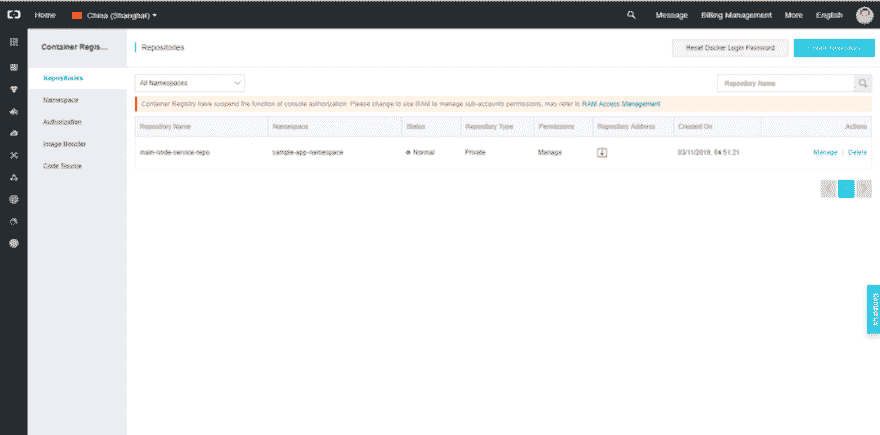 Home China (Shanghai) Message Billing Management More English
Container Regis... Repositories Reset Docker Login Password Create Repository
Repositories All Namespaces Repository Name
Container Registry have suspend the function of console authorization. Please change to use RAM to manage sub-accounts permissions, may refer to RAM Access Management
Namespace
Authorization
Image Booster
Code Source
Repository Name Namespace Status Repository Type Permissions Repository Address Created On Actions
main-node-service-repo sample-app-namespace Normal Private Manage 03/11/2019, 04:51:21 Manage | Delete
Contact Us